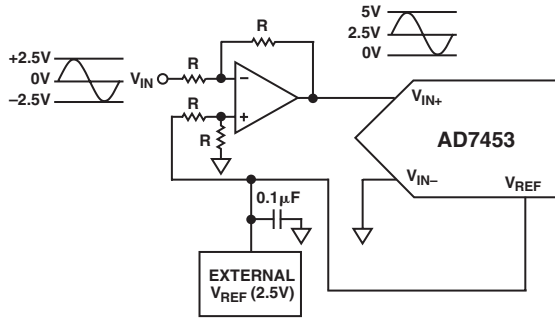 5V
2.5V
0V
R
+2.5V
0V
–2.5V
VIN
R
–
VIN+
R
+
R
AD7453
VIN–
VREF
0.1µF
EXTERNAL
VREF (2.5V)